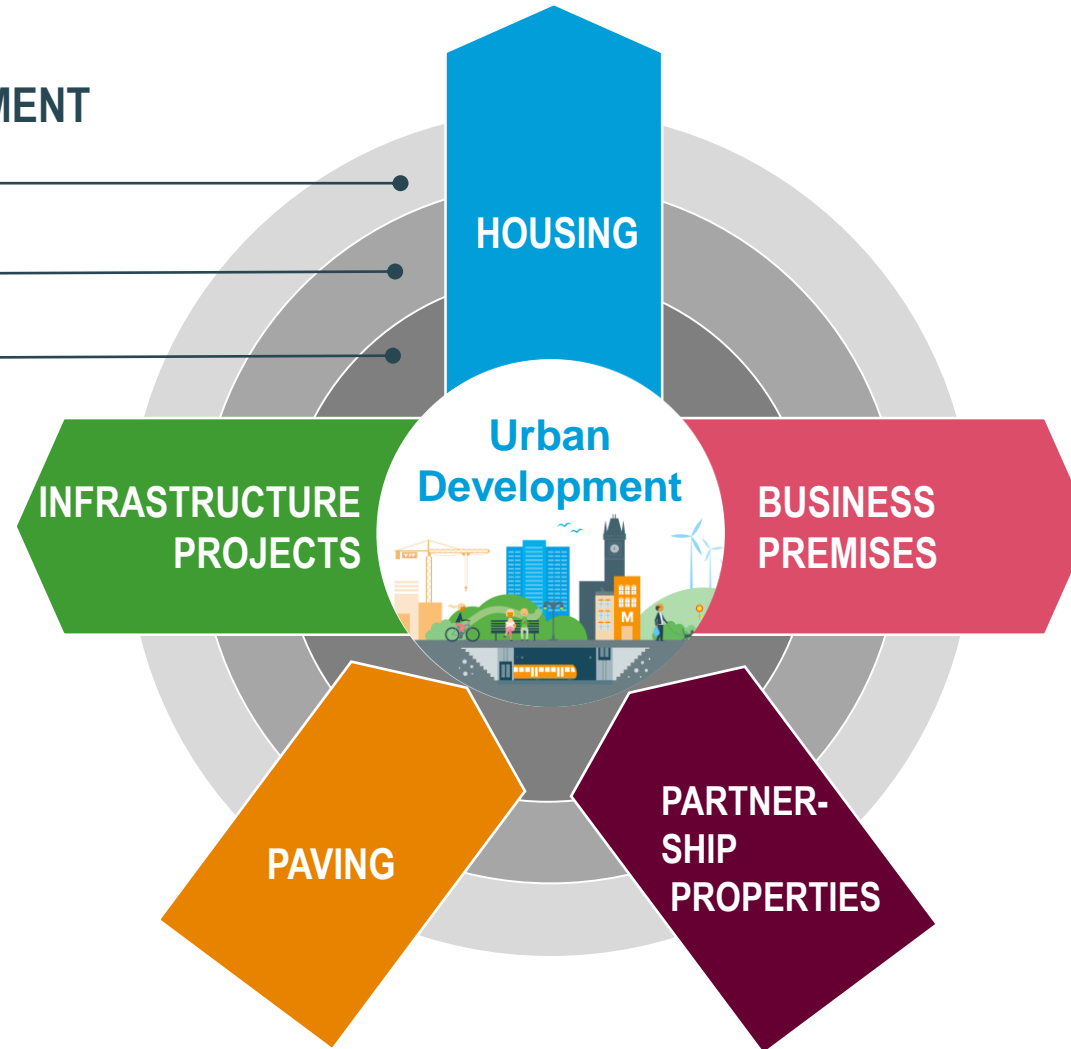 MENT
HOUSING
Urban
Development
INFRASTRUCTURE
PROJECTS
BUSINESS
PREMISES
M
PARTNER-
SHIP
PROPERTIES
PAVING